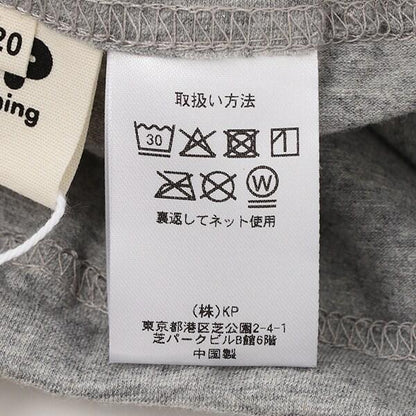 20
P
ning
取扱い方法
30
W
裏返してネット使用
(株)KP
東京都港区芝公園2-4-1
芝パークビルB館6階
中国製